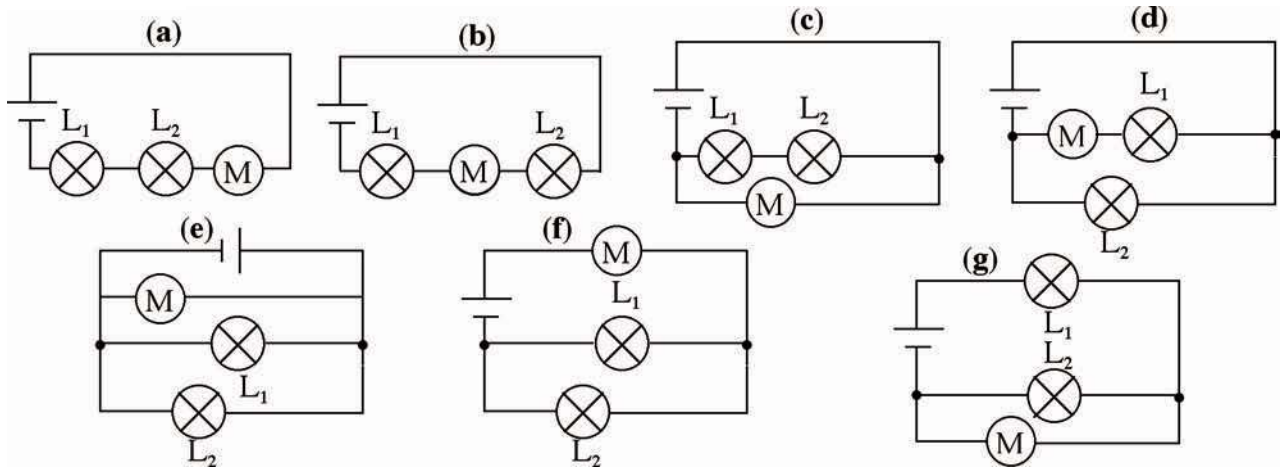 (a)
L₁ L₂ M
(b)
L₁ M L₂
(c)
L₁ L₂
M
(d)
L₁
M
L₂
(e)
M
L₁
L₂
(f)
M
L₁
L₂
(g)
L₁
L₂
M